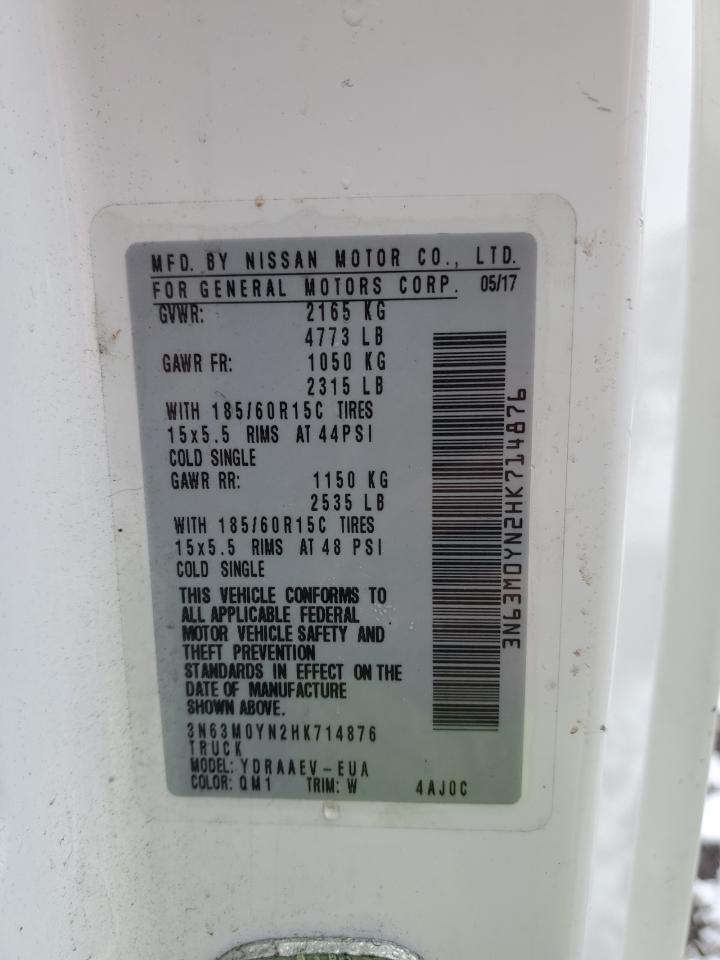 MFD. BY NISSAN MOTOR CO., LTD.
FOR GENERAL MOTORS CORP. 05/17
GVWR: 2165 KG
4773 LB
GAWR FR: 1050 KG
2315 LB
WITH 185/60R15C TIRES
15x5.5 RIMS AT 44PSI
COLD SINGLE
GAWR RR: 1150 KG
2535 LB
WITH 185/60R15C TIRES
15x5.5 RIMS AT 48 PSI
COLD SINGLE
THIS VEHICLE CONFORMS TO
ALL APPLICABLE FEDERAL
MOTOR VEHICLE SAFETY AND
THEFT PREVENTION
STANDARDS IN EFFECT ON THE
DATE OF MANUFACTURE
SHOWN ABOVE.
3N63M0YN2HK714876
TRUCK
MODEL: YDRAAEV-EUA
COLOR: QM1 TRIM: W 4AJ0C
3N63M0YN2HK714876